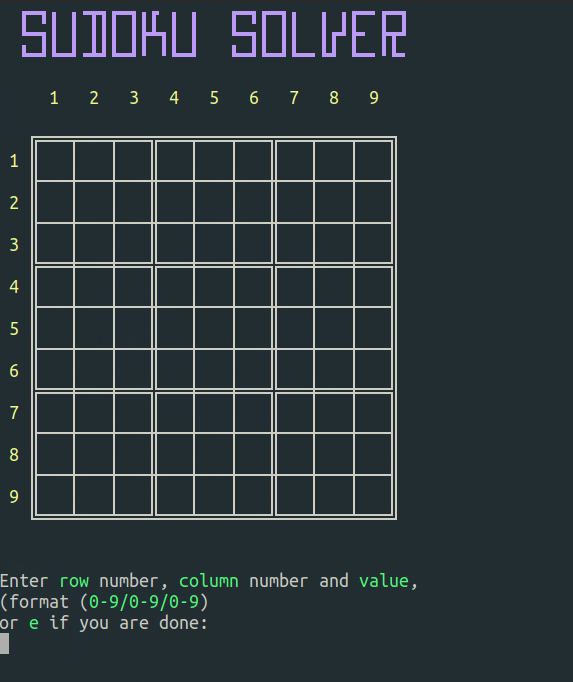 SUDOKU SOLVER
1 2 3 4 5 6 7 8 9
1
2
3
4
5
6
7
8
9
Enter row number, column number and value,
(format (0-9/0-9/0-9)
or e if you are done: